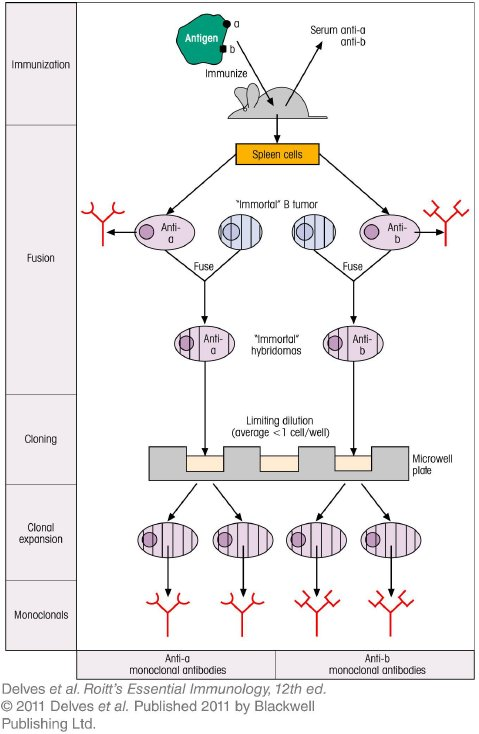 Immunization
Antigen
a
b
Immunize
Serum anti-a
anti-b
Spleen cells
Fusion
Anti-
a
"Immortal" B tumor
Anti-
b
Fuse
Fuse
Anti-
a
"Immortal"
hybridomas
Anti-
b
Cloning
Limiting dilution
(average <1 cell/well)
Microwell
plate
Clonal
expansion
Monoclonals
Anti-a
monoclonal antibodies
Anti-b
monoclonal antibodies
Delves et al. Roitt's Essential Immunology, 12th ed.
© 2011 Delves et al. Published 2011 by Blackwell
Publishing Ltd.